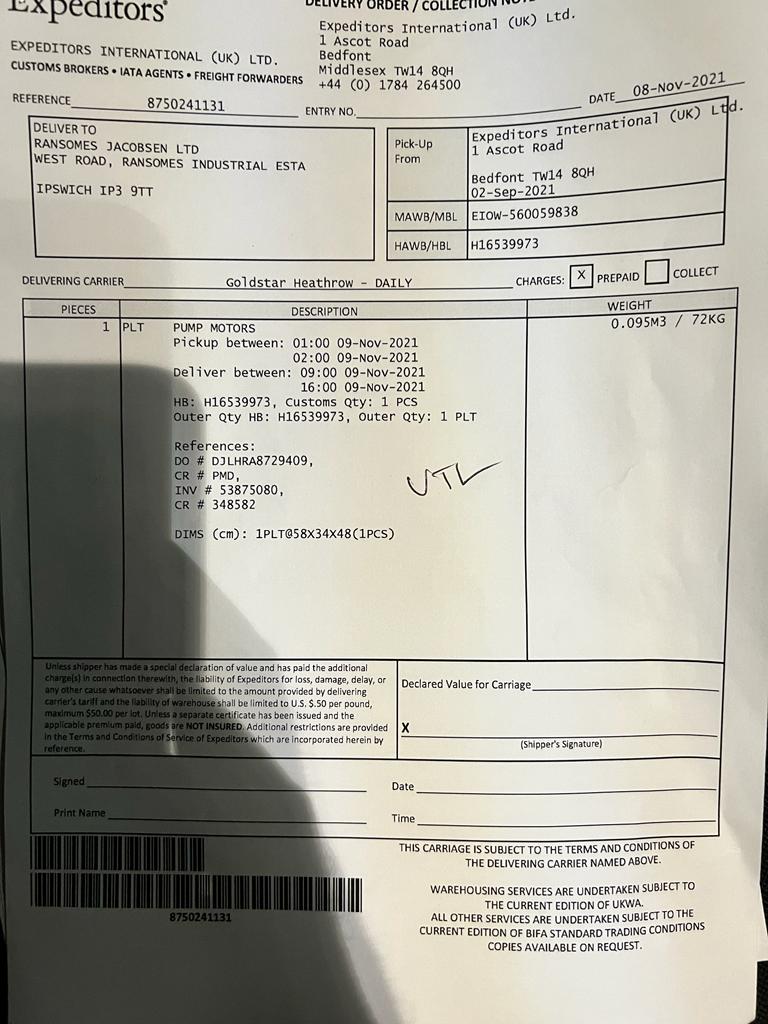 Expeditors
DELIVERY ORDER / COLLECTION NOTE
EXPEDITORS INTERNATIONAL (UK) LTD.
CUSTOMS BROKERS • IATA AGENTS • FREIGHT FORWARDERS
Expeditors International (UK) Ltd.
1 Ascot Road
Bedfont
Middlesex TW14 8QH
+44 (0) 1784 264500
REFERENCE 8750241131
ENTRY NO.
DATE 08-Nov-2021
DELIVER TO
RANSOMES JACOBSEN LTD
WEST ROAD, RANSOMES INDUSTRIAL ESTA
IPSWICH IP3 9TT
Pick-Up
From
Expeditors International (UK) Ltd.
1 Ascot Road
Bedfont TW14 8QH
02-Sep-2021
MAWB/MBL EIOW-560059838
HAWB/HBL H16539973
DELIVERING CARRIER Goldstar Heathrow - DAILY
CHARGES: X PREPAID COLLECT
PIECES DESCRIPTION WEIGHT
1 PLT PUMP MOTORS 0.095M3 / 72KG
Pickup between: 01:00 09-Nov-2021
02:00 09-Nov-2021
Deliver between: 09:00 09-Nov-2021
16:00 09-Nov-2021
HB: H16539973, Customs Qty: 1 PCS
Outer Qty HB: H16539973, Outer Qty: 1 PLT
References:
DO # DJLHRA8729409,
CR # PMD,
INV # 53875080,
CR # 348582
UTL
DIMS (cm): 1PLT@58X34X48(1PCS)
Unless shipper has made a special declaration of value and has paid the additional
charge(s) in connection therewith, the liability of Expeditors for loss, damage, delay, or
any other cause whatsoever shall be limited to the amount provided by delivering
carrier's tariff and the liability of warehouse shall be limited to U.S. $.50 per pound,
maximum $50.00 per lot. Unless a separate certificate has been issued and the
applicable premium paid, goods are NOT INSURED. Additional restrictions are provided
in the Terms and Conditions of Service of Expeditors which are incorporated herein by
reference.
Declared Value for Carriage
X
(Shipper's Signature)
Signed
Date
Print Name
Time
8750241131
THIS CARRIAGE IS SUBJECT TO THE TERMS AND CONDITIONS OF
THE DELIVERING CARRIER NAMED ABOVE.
WAREHOUSING SERVICES ARE UNDERTAKEN SUBJECT TO
THE CURRENT EDITION OF UKWA.
ALL OTHER SERVICES ARE UNDERTAKEN SUBJECT TO THE
CURRENT EDITION OF BIFA STANDARD TRADING CONDITIONS
COPIES AVAILABLE ON REQUEST.